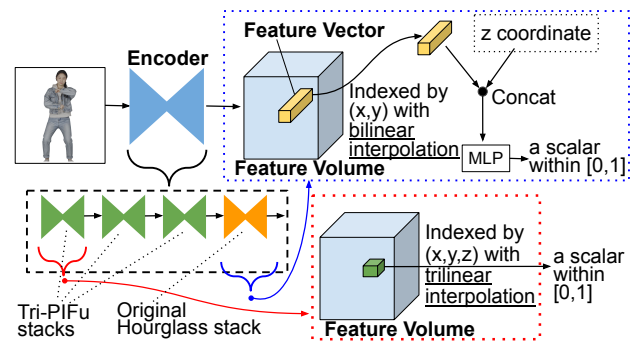 Feature Vector
z coordinate
Encoder
Indexed by
(x,y) with
bilinear
interpolation
Concat
MLP
a scalar
within [0,1]
Feature Volume
Indexed by
(x,y,z) with
trilinear
interpolation
a scalar
within
[0,1]
Feature Volume
Tri-PIFu
stacks
Original
Hourglass stack